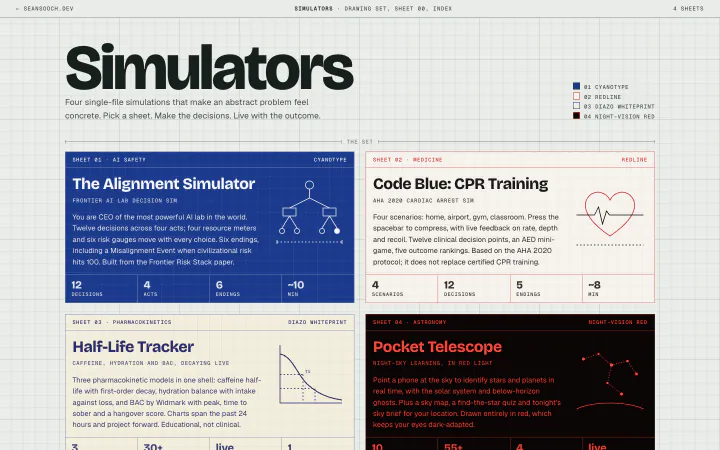 ← SEANGOOCH.DEV
SIMULATORS · DRAWING SET, SHEET 00, INDEX
4 SHEETS
Simulators
Four single-file simulations that make an abstract problem feel
concrete. Pick a sheet. Make the decisions. Live with the outcome.
01 CYANOTYPE
02 REDLINE
03 DIAZO WHITEPRINT
04 NIGHT-VISION RED
THE SET
SHEET 01 · AI SAFETY
CYANOTYPE
The Alignment Simulator
FRONTIER AI LAB DECISION SIM
You are CEO of the most powerful AI lab in the world.
Twelve decisions across four acts; four resource meters
and six risk gauges move with every choice. Six endings,
including a Misalignment Event when civilizational risk
hits 100. Built from the Frontier Risk Stack paper.
12
DECISIONS
4
ACTS
6
ENDINGS
~10
MIN
SHEET 02 · MEDICINE
REDLINE
Code Blue: CPR Training
AHA 2020 CARDIAC ARREST SIM
Four scenarios: home, airport, gym, classroom. Press the
spacebar to compress, with live feedback on rate, depth
and recoil. Twelve clinical decision points, an AED mini-
game, five outcome rankings. Based on the AHA 2020
protocol; it does not replace certified CPR training.
4
SCENARIOS
12
DECISIONS
5
ENDINGS
~8
MIN
SHEET 03 · PHARMACOKINETICS
DIAZO WHITEPRINT
Half-Life Tracker
CAFFEINE, HYDRATION AND BAC, DECAYING LIVE
Three pharmacokinetic models in one shell: caffeine half-
life with first-order decay, hydration balance with intake
against loss, and BAC by Widmark with peak, time to
sober and a hangover score. Charts span the past 24
hours and project forward. Educational, not clinical.
3
30+
live
1
SHEET 04 · ASTRONOMY
NIGHT-VISION RED
Pocket Telescope
NIGHT-SKY LEARNING, IN RED LIGHT
Point a phone at the sky to identify stars and planets in
real time, with the solar system and below-horizon
ghosts. Plus a sky map, a find-the-star quiz and tonight's
sky brief for your location. Drawn entirely in red, which
keeps your eyes dark-adapted.
10
55+
4
live